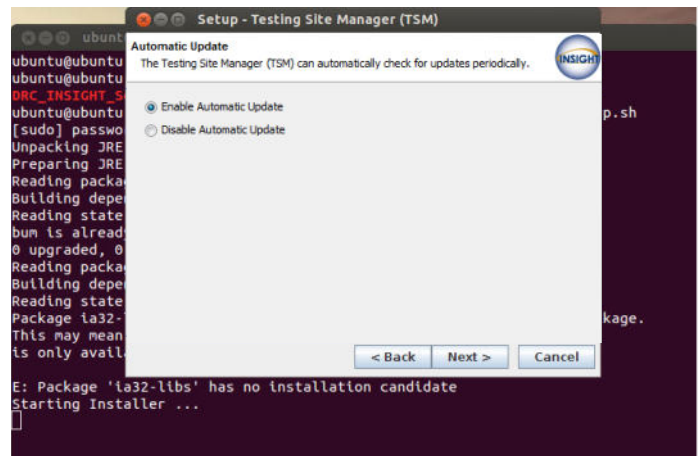 Setup - Testing Site Manager (TSM)
ubunt
Automatic Update
The Testing Site Manager (TSM) can automatically check for updates periodically.
INSIGHT
Enable Automatic Update
Disable Automatic Update
< Back Next > Cancel
ubuntu@ubuntu
ubuntu@ubuntu
DRC_INSIGHT_S
ubuntu@ubuntu p.sh
[sudo] passwo
Unpacking JRE
Preparing JRE
Reading packa
Building depe
Reading state
bum is alread
0 upgraded, 0
Reading packa
Building depe
Reading state
Package ia32- kage.
This may mean
is only avail
E: Package 'ia32-libs' has no installation candidate
Starting Installer ...